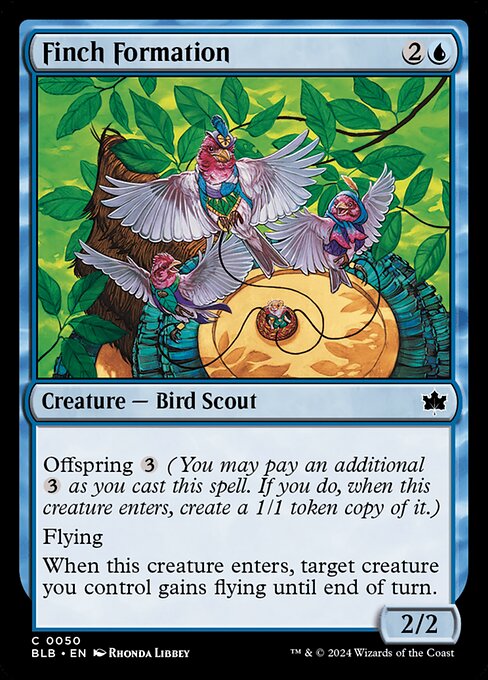 Finch Formation 2
Creature — Bird Scout
Offspring 3 (You may pay an additional
3 as you cast this spell. If you do, when this
creature enters, create a 1/1 token copy of it.)
Flying
When this creature enters, target creature
you control gains flying until end of turn.
2/2
C 0050
BLB • EN Rhonda Libbey
™ & © 2024 Wizards of the Coast